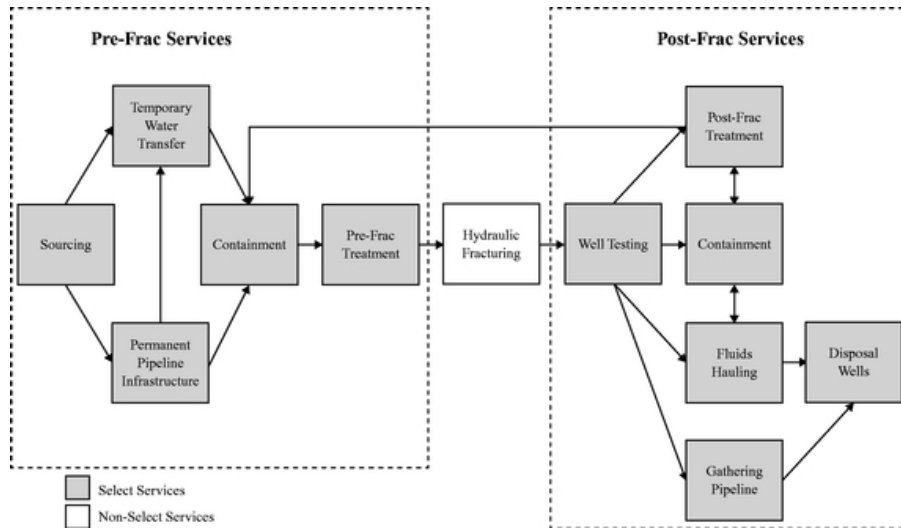 Pre-Frac Services
Post-Frac Services
Temporary
Water
Transfer
Post-Frac
Treatment
Sourcing
Containment
Pre-Frac
Treatment
Hydraulic
Fracturing
Well Testing
Containment
Permanent
Pipeline
Infrastructure
Fluids
Hauling
Disposal
Wells
Gathering
Pipeline
Select Services
Non-Select Services